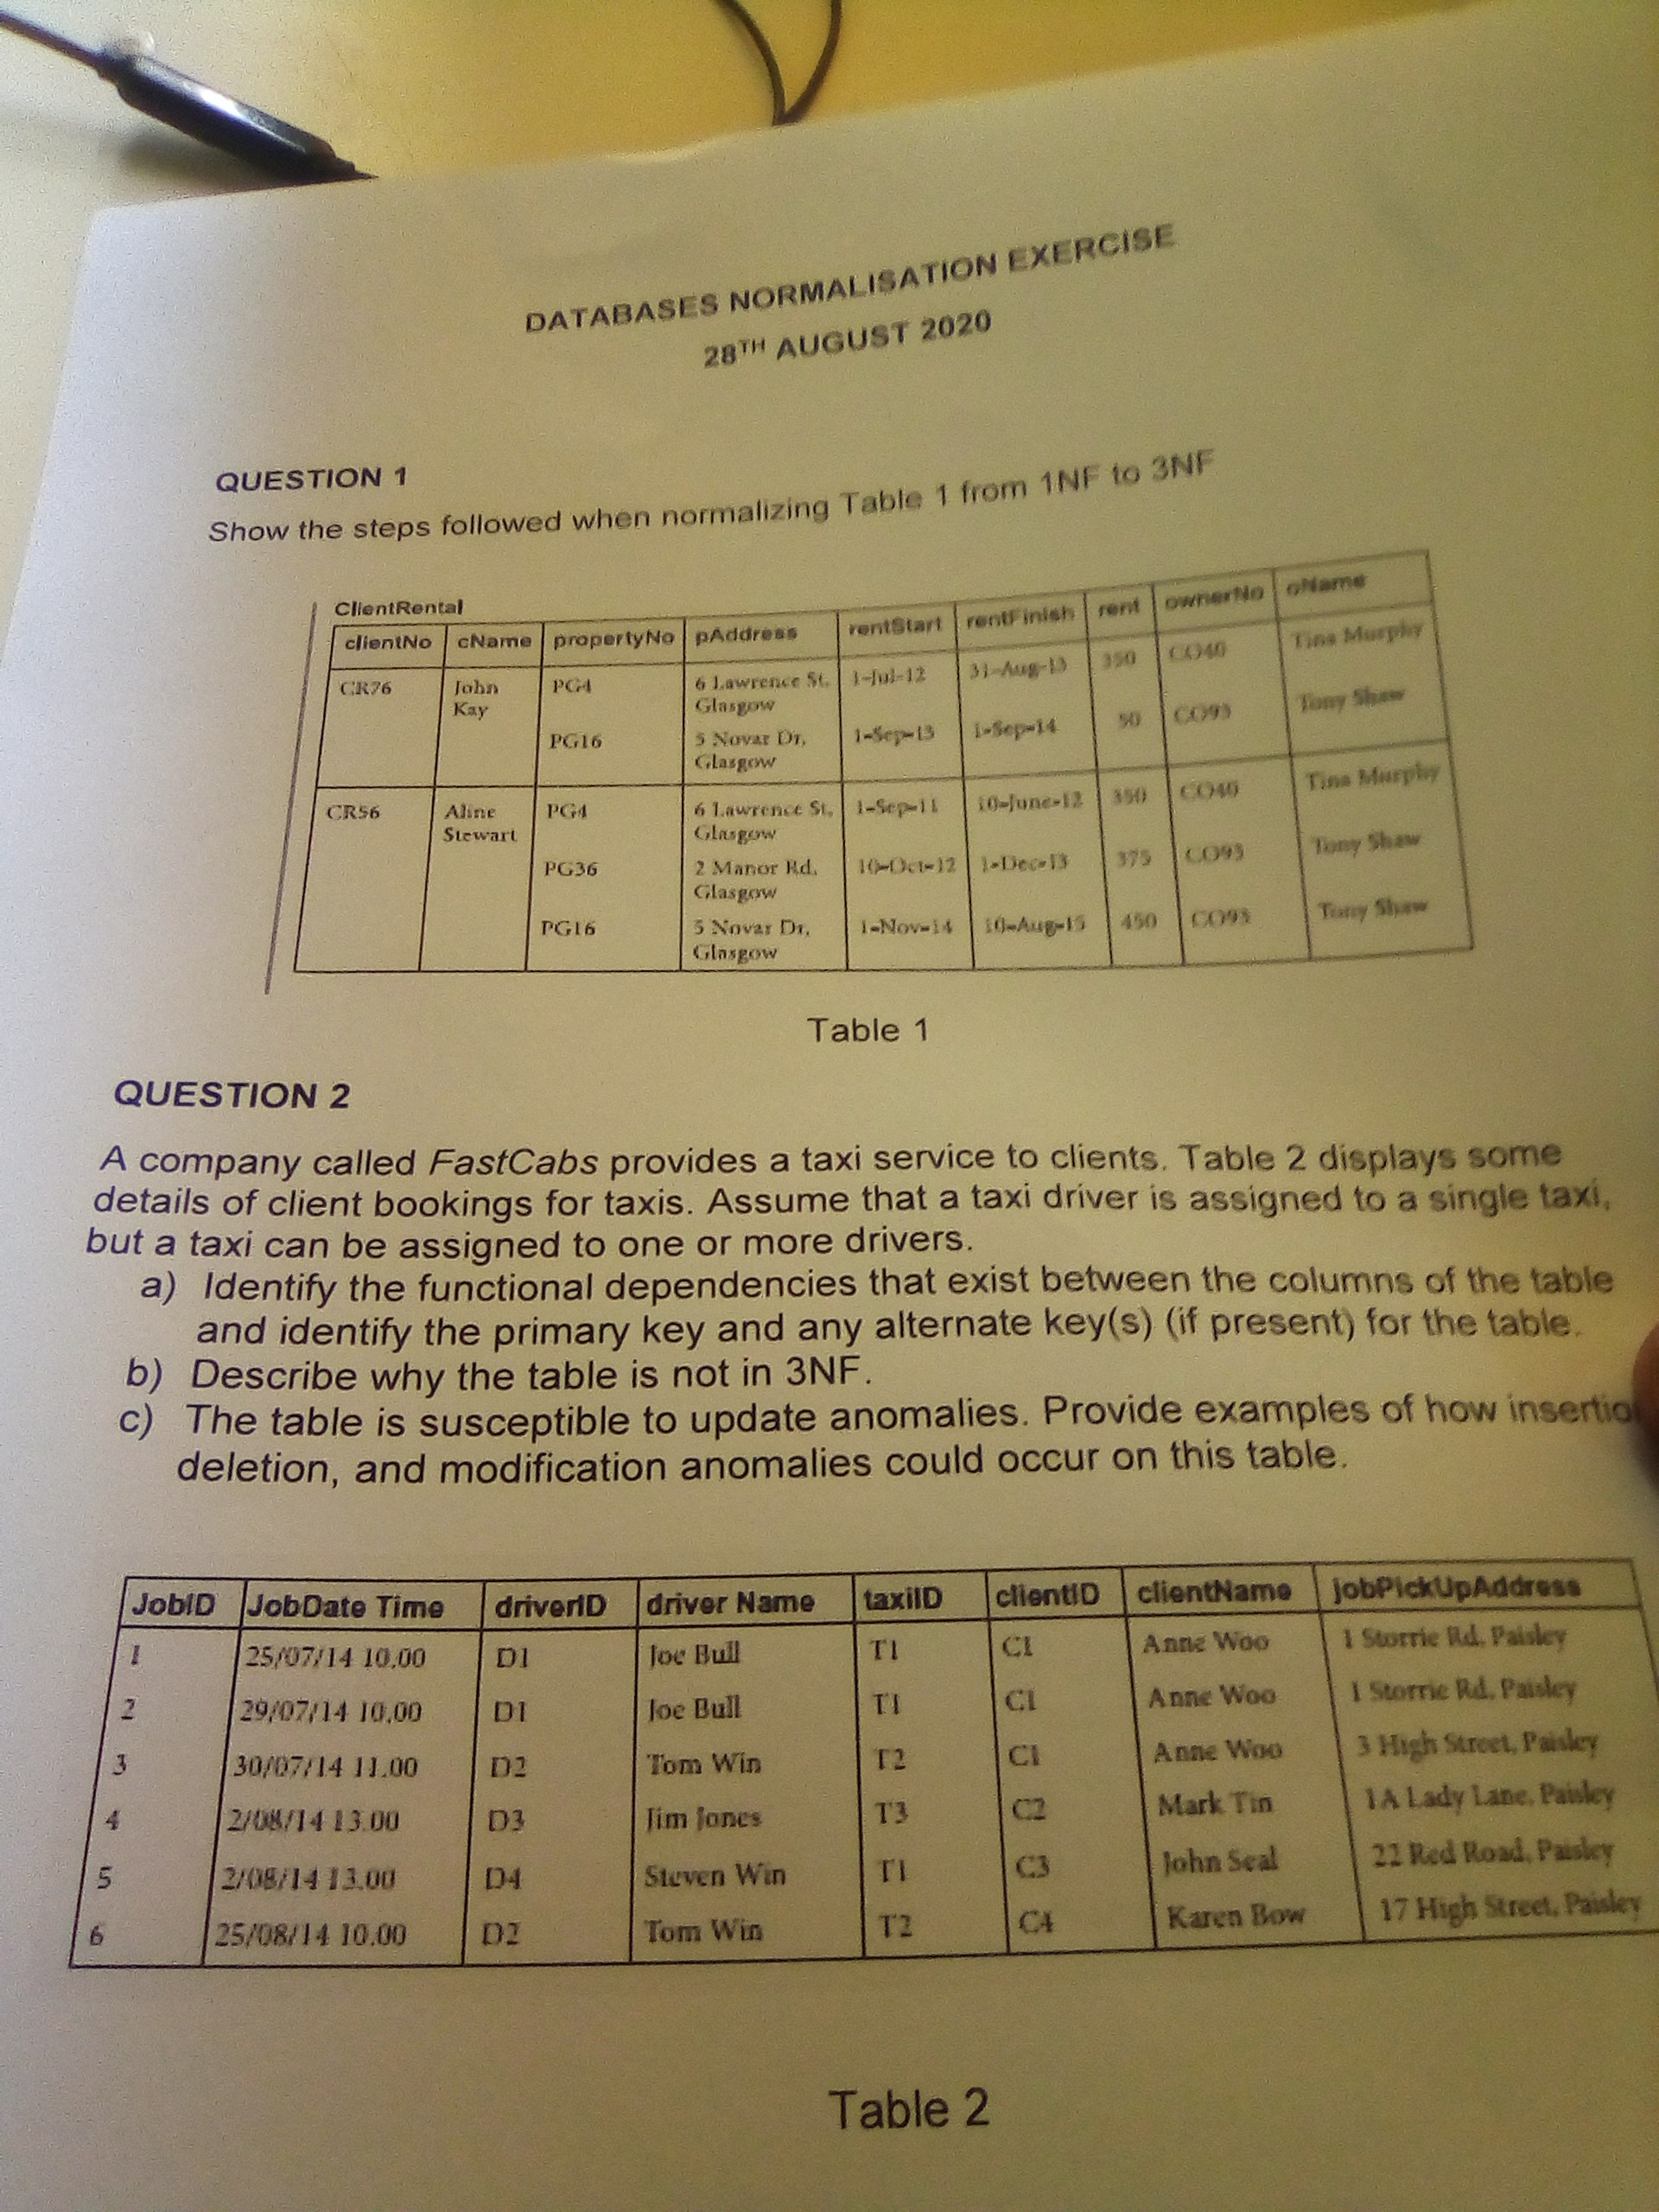 DATABASES NORMALISATION EXERCISE
28TH AUGUST 2020
QUESTION 1
Show the steps followed when normalizing Table 1 from 1NF to 3NF
ClientRental
clientNo cName propertyNo pAddress rentStart rentFinish rent ownerNo oName
CR76 John Kay PG4 6 Lawrence St, Glasgow 1-Jul-12 31-Aug-13 350 CO40 Tina Murphy
PG16 5 Novar Dr, Glasgow 1-Sep-13 1-Sep-14 50 CO93 Tony Shaw
CR56 Aline Stewart PG4 6 Lawrence St, Glasgow 1-Sep-11 10-June-12 350 CO40 Tina Murphy
PG36 2 Manor Rd, Glasgow 10-Oct-12 1-Dec-13 375 CO93 Tony Shaw
PG16 5 Novar Dr, Glasgow 1-Nov-14 10-Aug-15 450 CO93 Tony Shaw
Table 1
QUESTION 2
A company called FastCabs provides a taxi service to clients. Table 2 displays some
details of client bookings for taxis. Assume that a taxi driver is assigned to a single taxi,
but a taxi can be assigned to one or more drivers.
a) Identify the functional dependencies that exist between the columns of the table
and identify the primary key and any alternate key(s) (if present) for the table.
b) Describe why the table is not in 3NF.
c) The table is susceptible to update anomalies. Provide examples of how insertio
deletion, and modification anomalies could occur on this table.
JobID JobDate Time driverID driver Name taxiID clientID clientName jobPickUpAddress
1 25/07/14 10.00 D1 Joe Bull T1 C1 Anne Woo 1 Storrie Rd, Paisley
2 29/07/14 10.00 D1 Joe Bull T1 C1 Anne Woo 1 Storrie Rd, Paisley
3 30/07/14 11.00 D2 Tom Win T2 C1 Anne Woo 3 High Street, Paisley
4 2/08/14 13.00 D3 Jim Jones T3 C2 Mark Tin 1A Lady Lane, Paisley
5 2/08/14 13.00 D4 Steven Win T1 C3 John Seal 22 Red Road, Paisley
6 25/08/14 10.00 D2 Tom Win T2 C4 Karen Bow 17 High Street, Paisley
Table 2